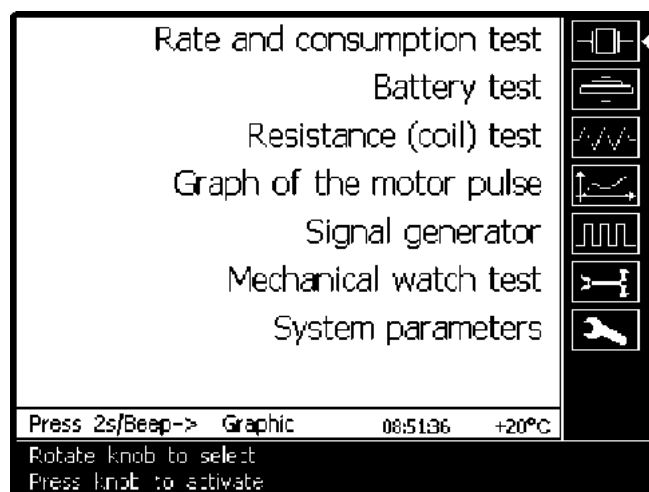 Rate and consumption test
Battery test
Resistance (coil) test
Graph of the motor pulse
Signal generator
Mechanical watch test
System parameters
Press 2s/Beep-> Graphic 08:51:36 +20°C
Rotate knob to select
Press knob to activate